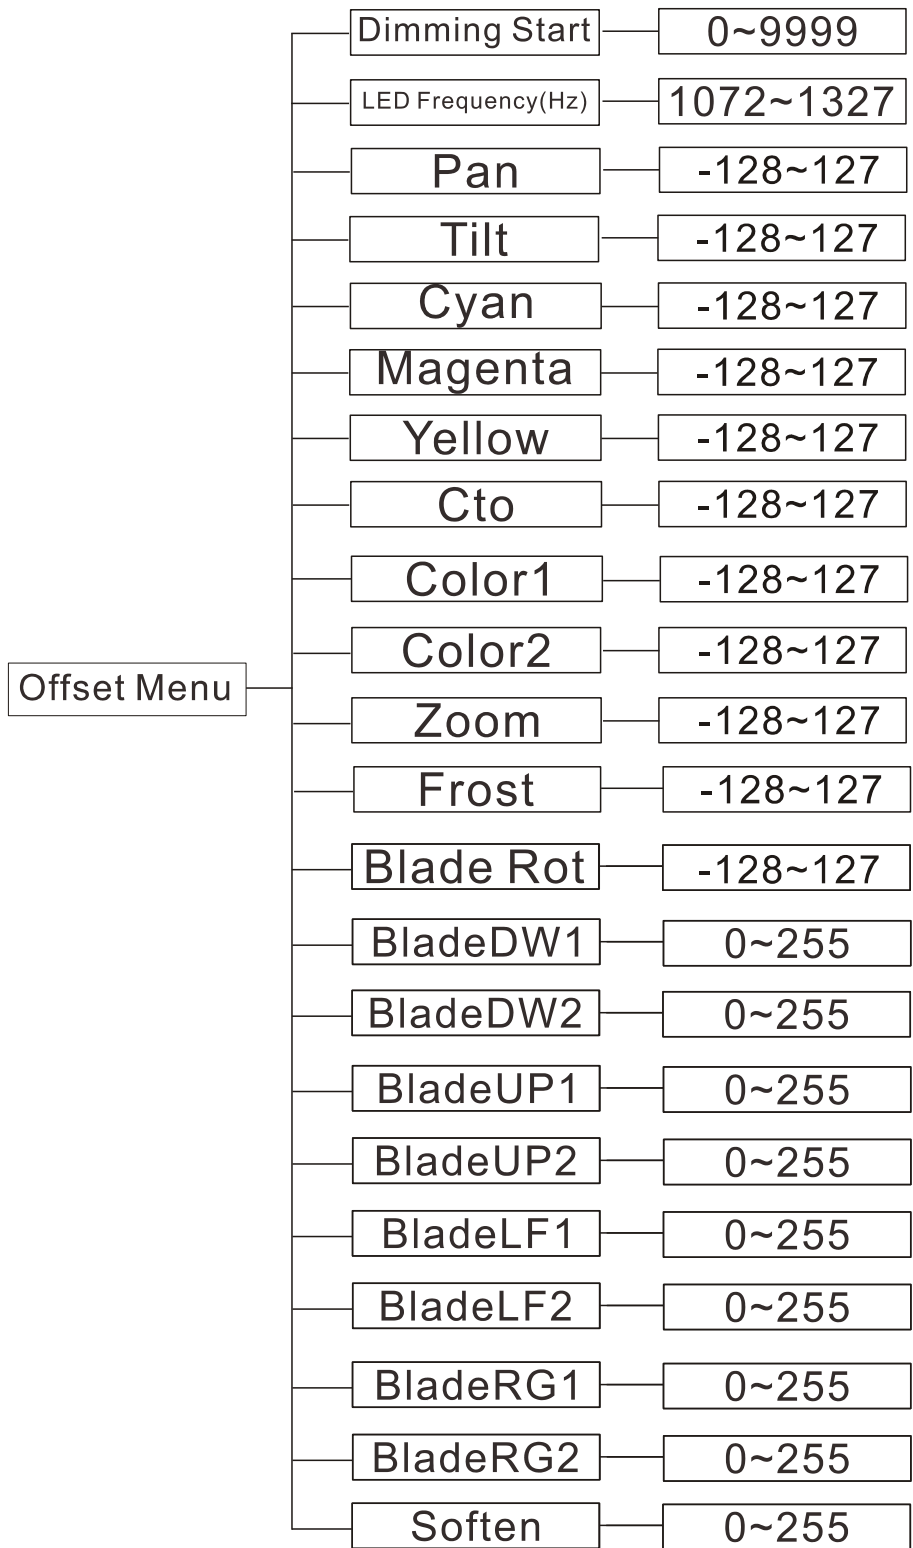 Dimming Start 0~9999
LED Frequency(Hz) 1072~1327
Pan -128~127
Tilt -128~127
Cyan -128~127
Magenta -128~127
Yellow -128~127
Cto -128~127
Color1 -128~127
Color2 -128~127
Offset Menu
Zoom -128~127
Frost -128~127
Blade Rot -128~127
BladeDW1 0~255
BladeDW2 0~255
BladeUP1 0~255
BladeUP2 0~255
BladeLF1 0~255
BladeLF2 0~255
BladeRG1 0~255
BladeRG2 0~255
Soften 0~255